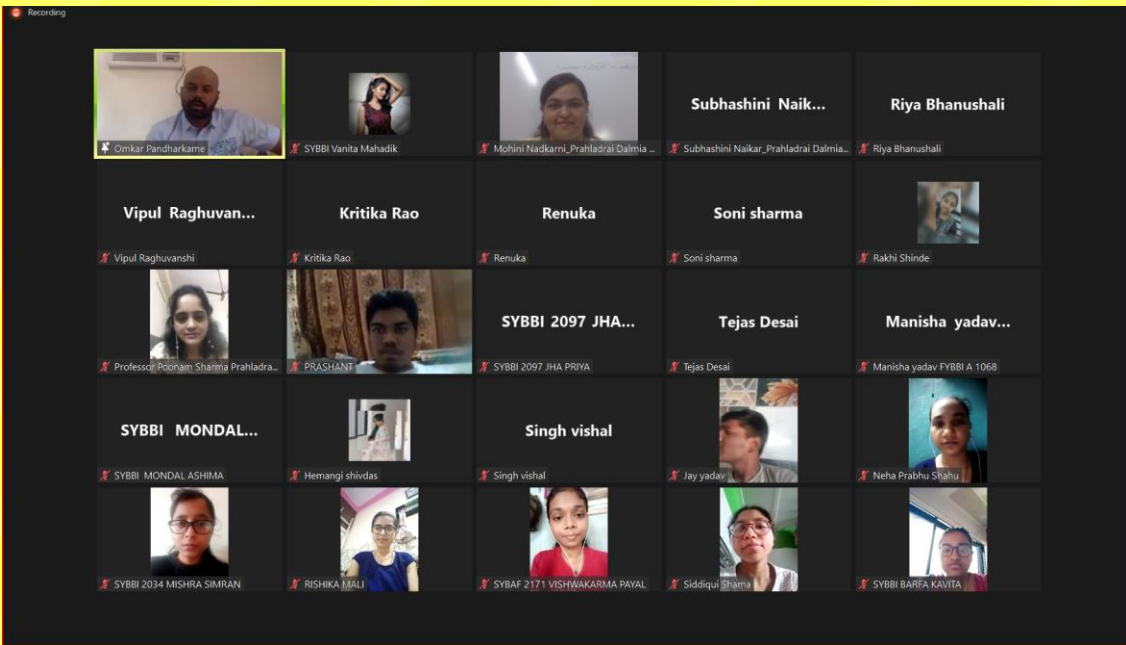 Recording
Omkar Pandharkame
SYBBI Vanita Mahadik
Mohini Nadkarni_Prahladrai Dalmia ...
Subhashini Naik...
Subhashini Naikar_Prahladrai Dalmia...
Riya Bhanushali
Riya Bhanushali
Vipul Raghuvan...
Vipul Raghuvanshi
Kritika Rao
Kritika Rao
Renuka
Renuka
Soni sharma
Soni sharma
Rakhi Shinde
Professor Poonam Sharma Prahladra...
PRASHANT
SYBBI 2097 JHA...
SYBBI 2097 JHA PRIYA
Tejas Desai
Tejas Desai
Manisha yadav...
Manisha yadav FYBBI A 1068
SYBBI MONDAL...
SYBBI MONDAL ASHIMA
Hemangi shivdas
Singh vishal
Singh vishal
Jay yadav
Neha Prabhu Shahu
SYBBI 2034 MISHRA SIMRAN
RISHIKA MALI
SYBAF 2171 VISHWAKARMA PAYAL
Siddiqui Shama
SYBBI BARFA KAVITA